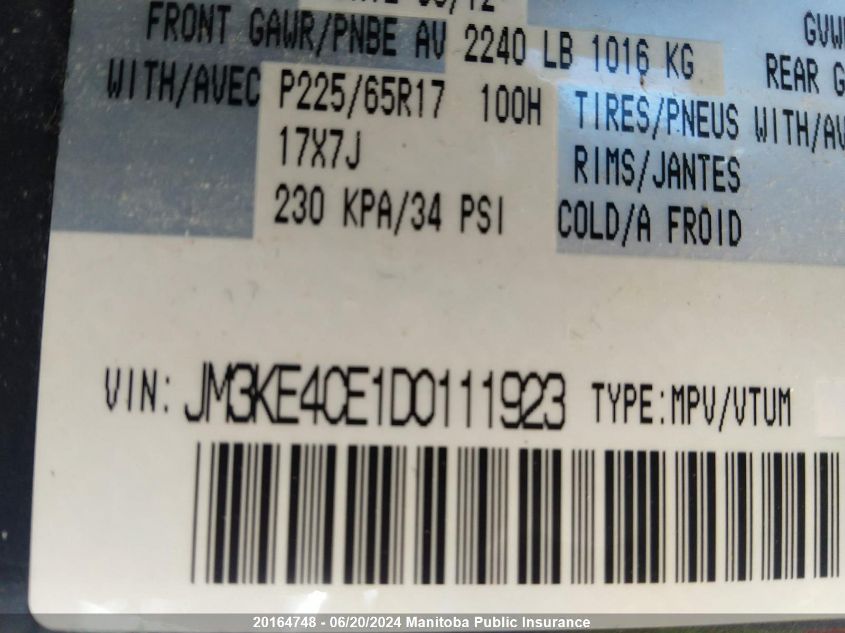 FRONT GAWR/PNBE AV 2240 LB 1016 KG
WITH/AVEC P225/65R17 100H TIRES/PNEUS
17X7J RIMS/JANTES
230 KPA/34 PSI COLD/A FROID
REAR G
WITH/AV
VIN: JM3KE4CE1D0111923 TYPE:MPV/VTUM
20164748 - 06/20/2024 Manitoba Public Insurance